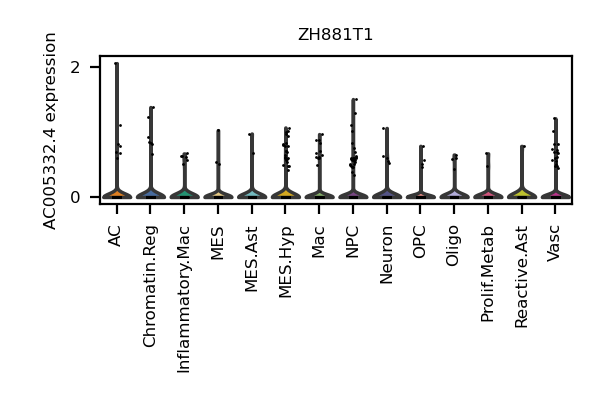 ZH881T1
AC005332.4 expression
2
0
AC
Chromatin.Reg
Inflammatory.Mac
MES
MES.Ast
MES.Hyp
Mac
NPC
Neuron
OPC
Oligo
Prolif.Metab
Reactive.Ast
Vasc